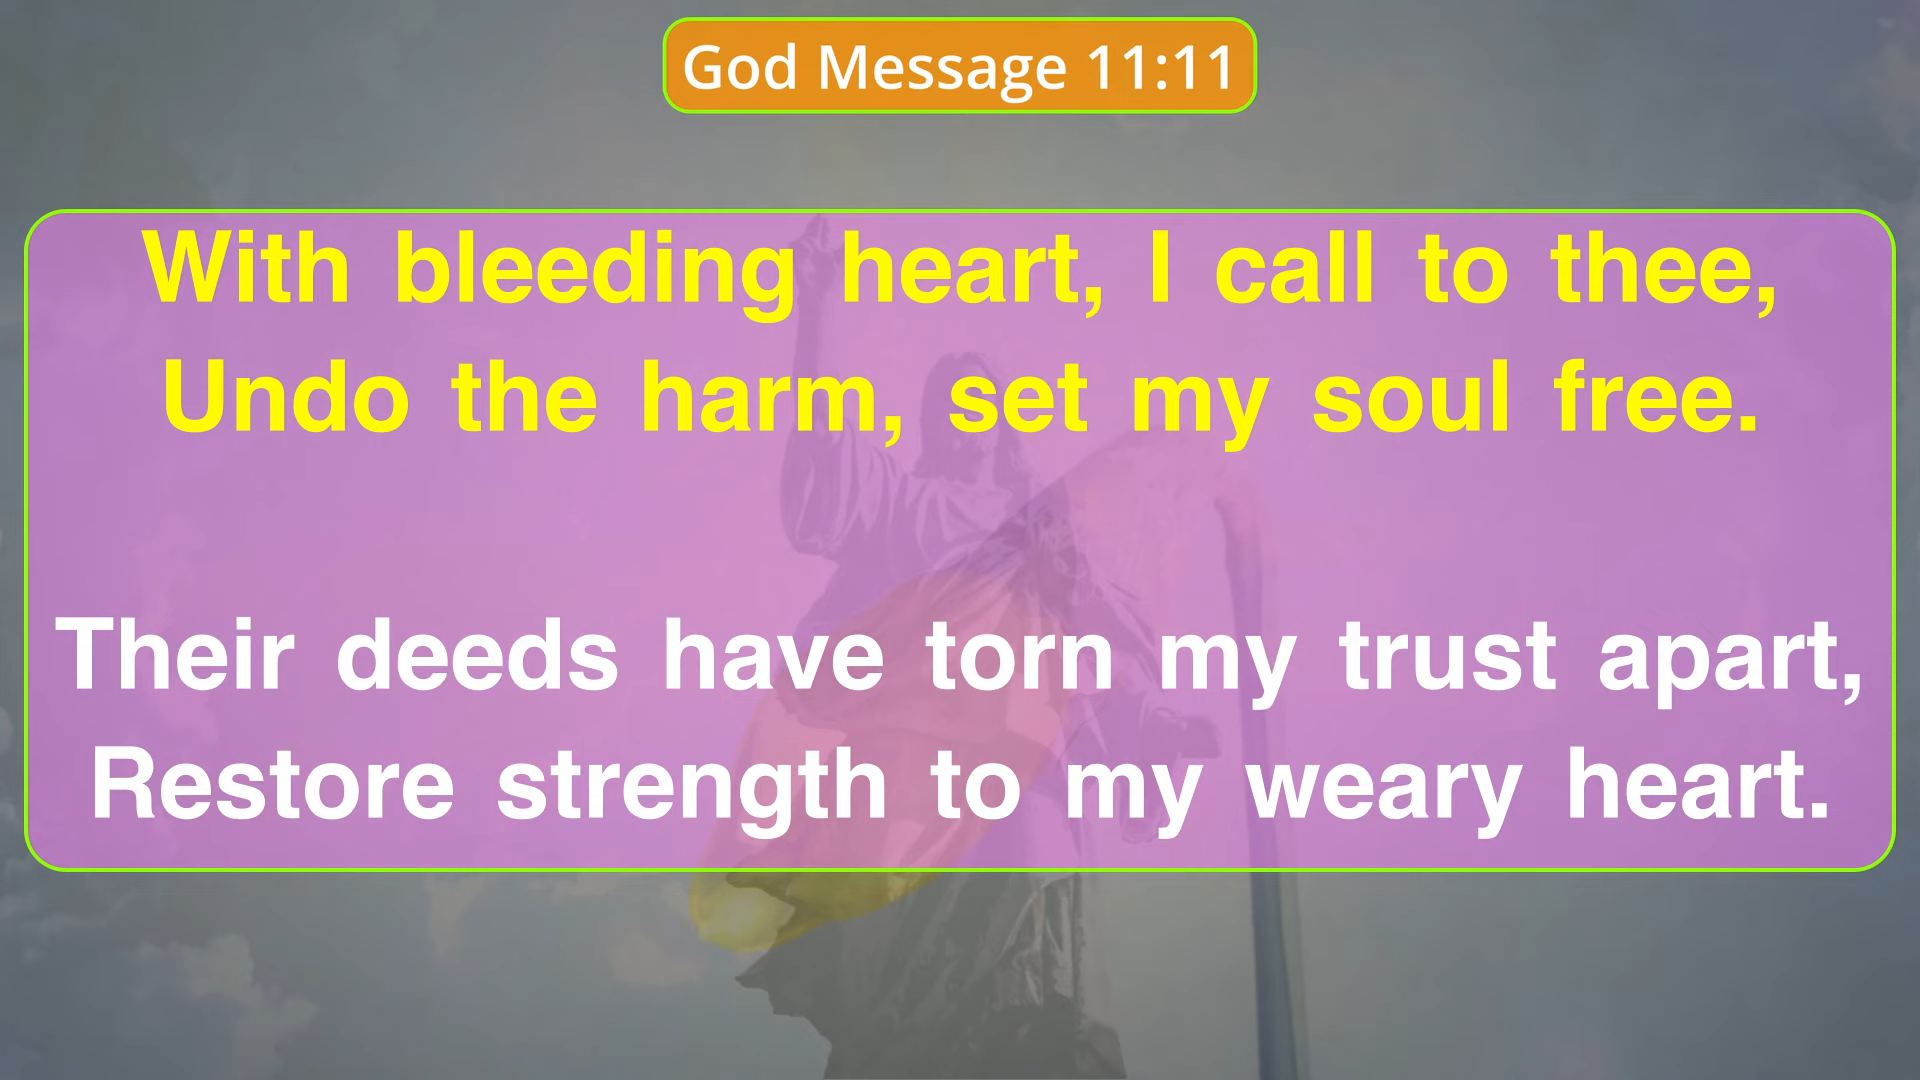 God Message 11:11
With bleeding heart, I call to thee,
Undo the harm, set my soul free.
Their deeds have torn my trust apart,
Restore strength to my weary heart.